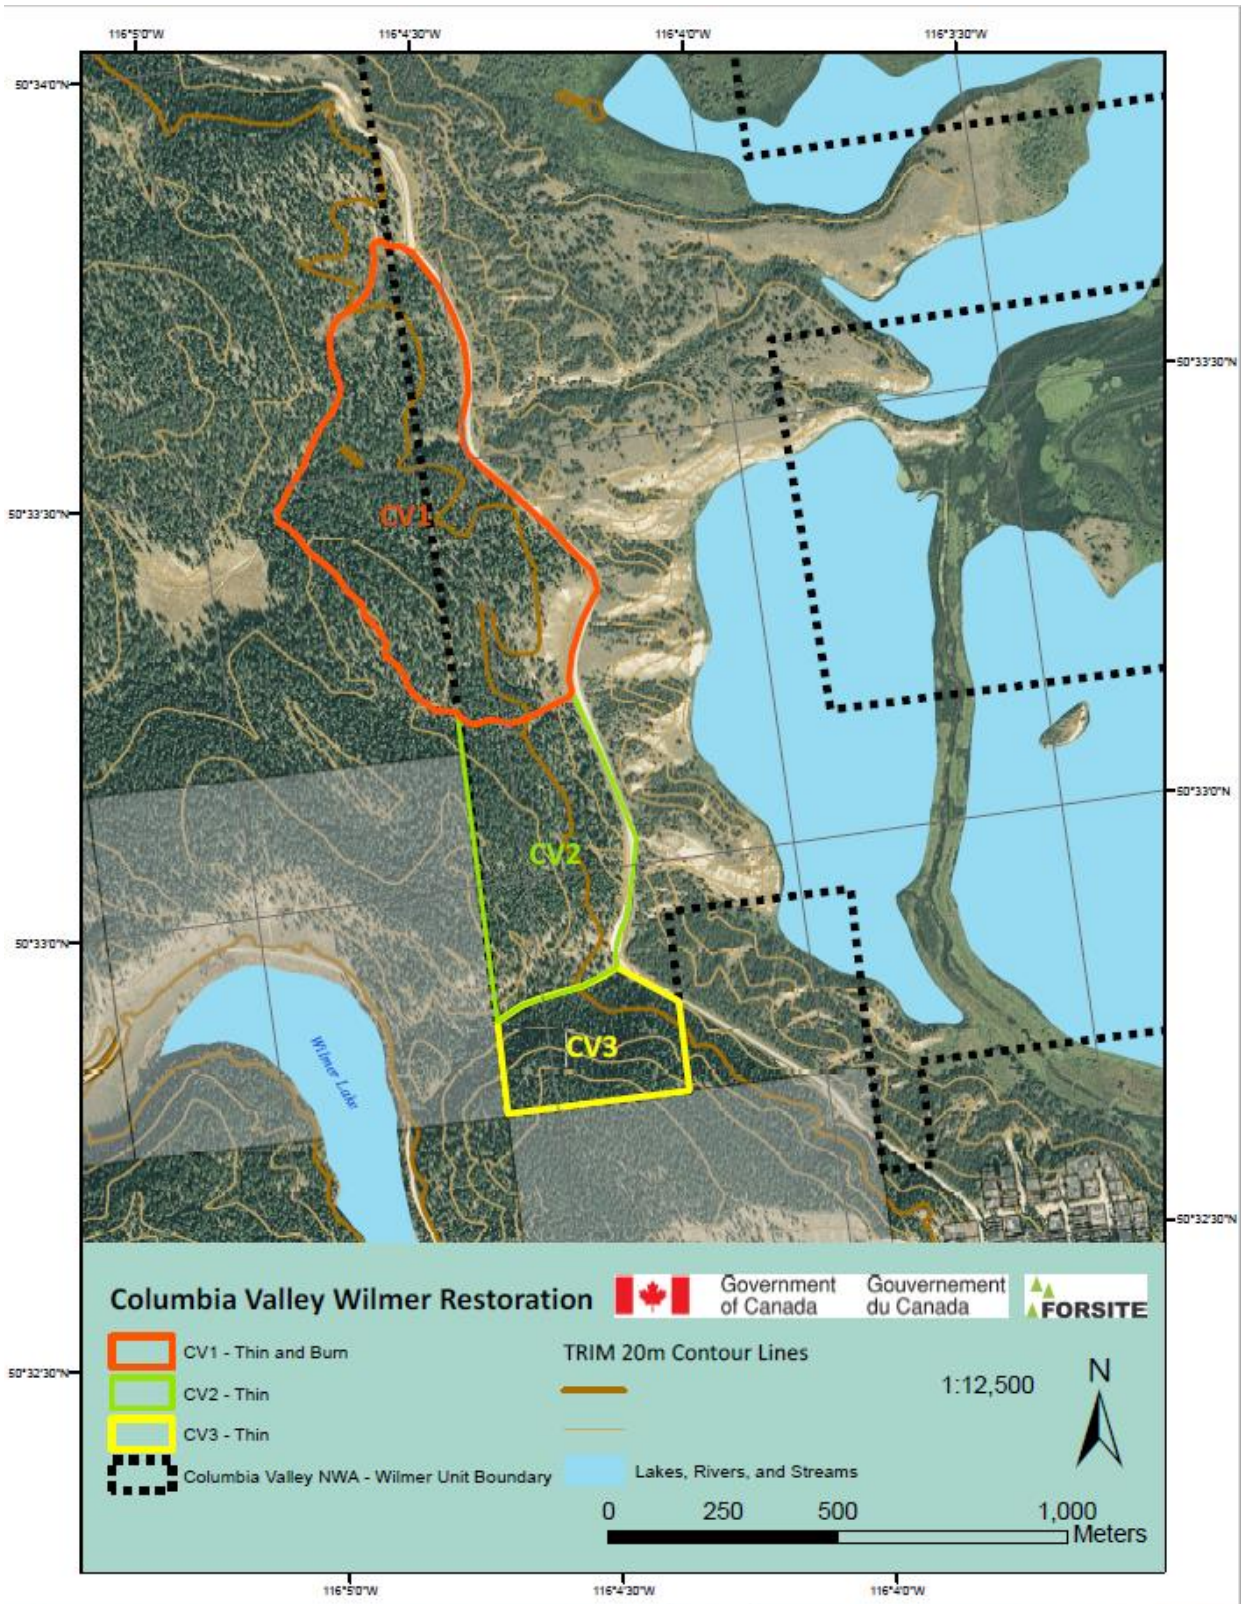 116°5'0"W 116°4'30"W 116°4'0"W 116°3'30"W
50°34'0"N
50°33'30"N
50°33'30"N
CV1
50°33'0"N
CV2
50°33'0"N
CV3
Wilmer Lake
50°32'30"N
Columbia Valley Wilmer Restoration
Government of Canada
Gouvernement du Canada
FORSITE
CV1 - Thin and Burn
CV2 - Thin
CV3 - Thin
Columbia Valley NWA - Wilmer Unit Boundary
TRIM 20m Contour Lines
Lakes, Rivers, and Streams
1:12,500
N
0 250 500 1,000
Meters
50°32'30"N
116°5'0"W 116°4'30"W 116°4'0"W